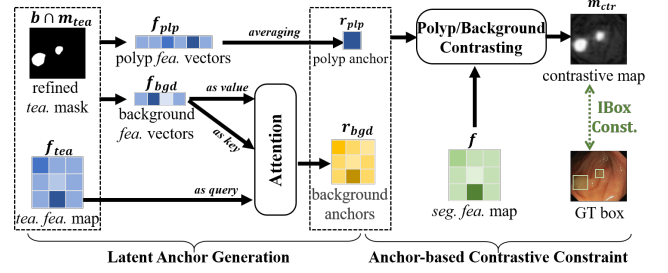 b ∩ m_tea
refined
tea. mask
f_tea
tea. fea. map
f_plp
polyp fea. vectors
f_bgd
background
fea. vectors
averaging
as value
as key
as query
Attention
r_plp
polyp anchor
r_bgd
background
anchors
Polyp/Background
Contrasting
f
seg. fea. map
m_ctr
contrastive map
IBox
Const.
GT box
Latent Anchor Generation
Anchor-based Contrastive Constraint